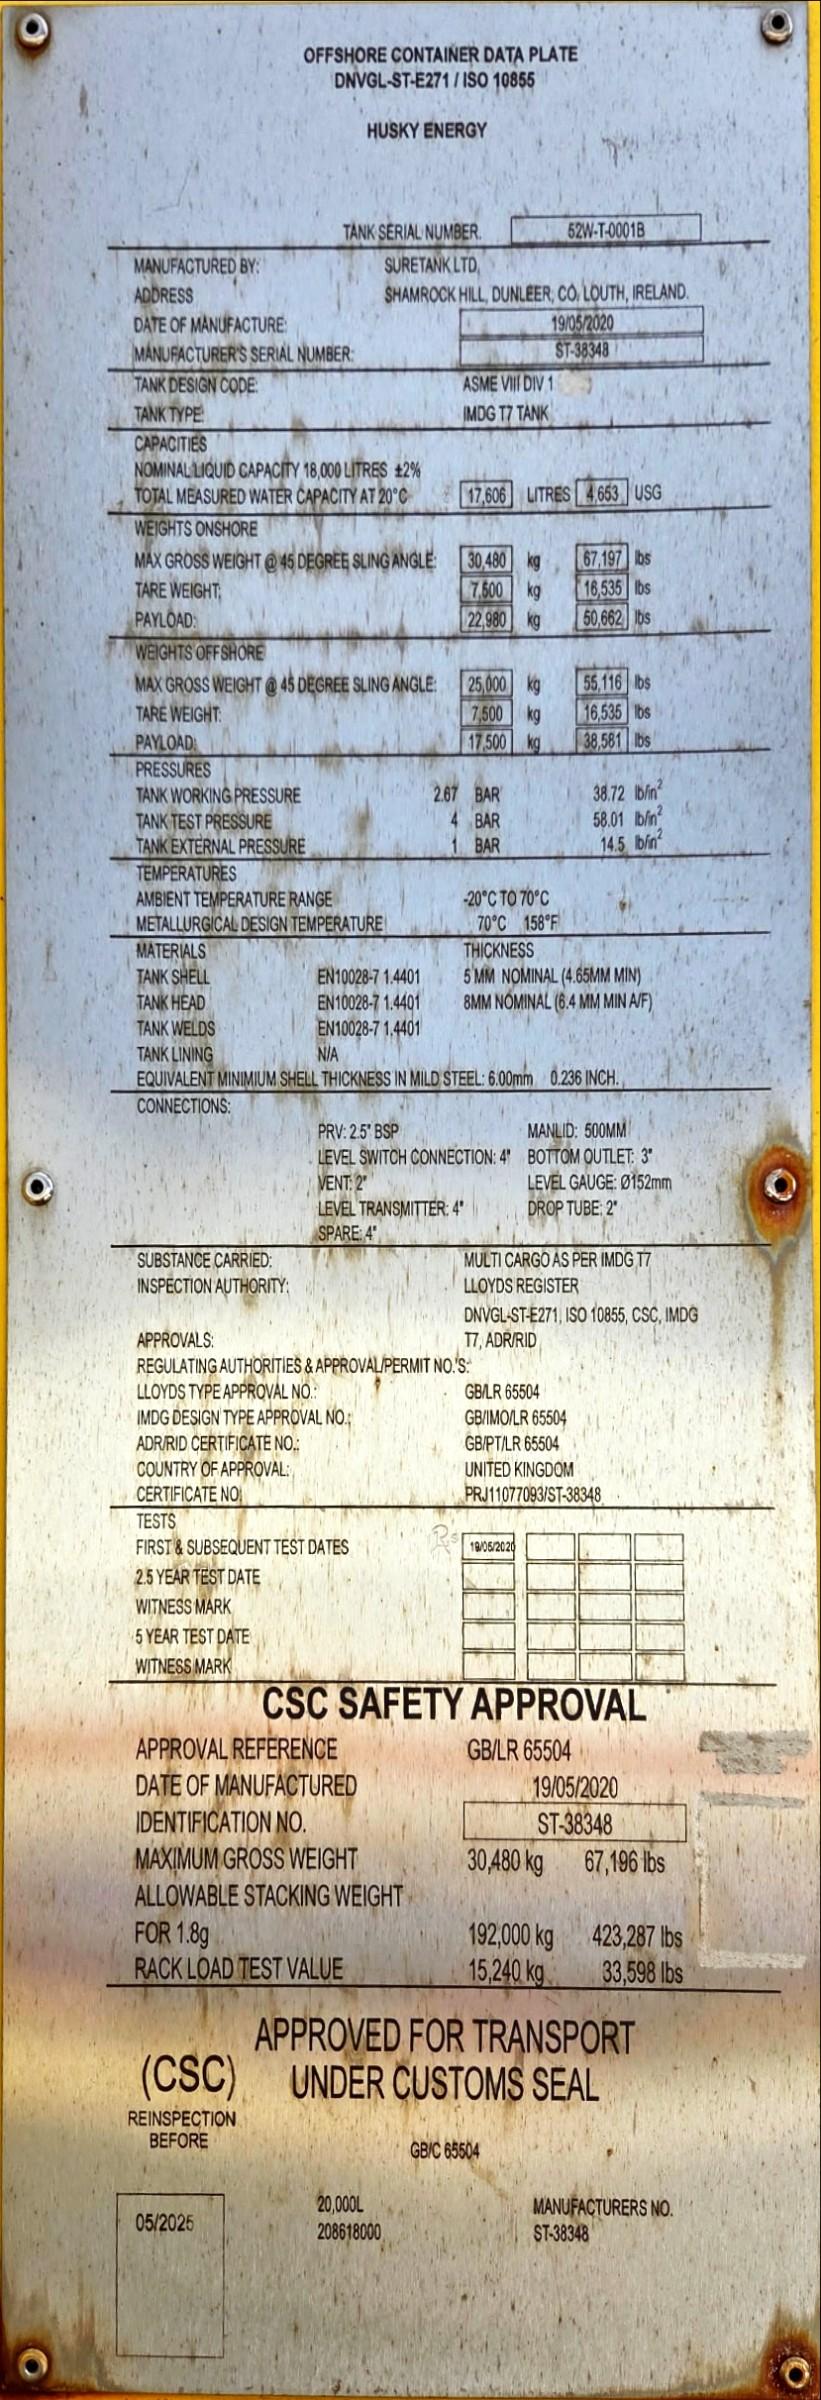 OFFSHORE CONTAINER DATA PLATE
DNVGL-ST-E271 / ISO 10855
HUSKY ENERGY
TANK SERIAL NUMBER. 52W-T-0001B
MANUFACTURED BY: SURETANK LTD,
ADDRESS SHAMROCK HILL, DUNLEER, CO. LOUTH, IRELAND.
DATE OF MANUFACTURE: 19/05/2020
MANUFACTURER'S SERIAL NUMBER: ST-38348
TANK DESIGN CODE: ASME VIII DIV 1
TANK TYPE: IMDG T7 TANK
CAPACITIES
NOMINAL LIQUID CAPACITY 18,000 LITRES ±2%
TOTAL MEASURED WATER CAPACITY AT 20°C 17,606 LITRES 4,653 USG
WEIGHTS ONSHORE
MAX GROSS WEIGHT @ 45 DEGREE SLING ANGLE: 30,480 kg 67,197 lbs
TARE WEIGHT: 7,500 kg 16,535 lbs
PAYLOAD: 22,980 kg 50,662 lbs
WEIGHTS OFFSHORE
MAX GROSS WEIGHT @ 45 DEGREE SLING ANGLE: 25,000 kg 55,116 lbs
TARE WEIGHT: 7,500 kg 16,535 lbs
PAYLOAD: 17,500 kg 38,581 lbs
PRESSURES
TANK WORKING PRESSURE 2.67 BAR 38.72 lb/in²
TANK TEST PRESSURE 4 BAR 58.01 lb/in²
TANK EXTERNAL PRESSURE 1 BAR 14.5 lb/in²
TEMPERATURES
AMBIENT TEMPERATURE RANGE -20°C TO 70°C
METALLURGICAL DESIGN TEMPERATURE 70°C 158°F
MATERIALS THICKNESS
TANK SHELL EN10028-7 1.4401 5 MM NOMINAL (4.65MM MIN)
TANK HEAD EN10028-7 1.4401 8MM NOMINAL (6.4 MM MIN A/F)
TANK WELDS EN10028-7 1.4401
TANK LINING N/A
EQUIVALENT MINIMIUM SHELL THICKNESS IN MILD STEEL: 6.00mm 0.236 INCH.
CONNECTIONS:
PRV: 2.5" BSP MANLID: 500MM
LEVEL SWITCH CONNECTION: 4" BOTTOM OUTLET: 3"
VENT: 2" LEVEL GAUGE: Ø152mm
LEVEL TRANSMITTER: 4" DROP TUBE: 2"
SPARE: 4"
SUBSTANCE CARRIED: MULTI CARGO AS PER IMDG T7
INSPECTION AUTHORITY: LLOYDS REGISTER
DNVGL-ST-E271, ISO 10855, CSC, IMDG
APPROVALS: T7, ADR/RID
REGULATING AUTHORITIES & APPROVAL/PERMIT NO.'S:
LLOYDS TYPE APPROVAL NO.: GB/LR 65504
IMDG DESIGN TYPE APPROVAL NO.: GB/IMO/LR 65504
ADR/RID CERTIFICATE NO.: GB/PT/LR 65504
COUNTRY OF APPROVAL: UNITED KINGDOM
CERTIFICATE NO: PRJ11077093/ST-38348
TESTS
FIRST & SUBSEQUENT TEST DATES 19/05/2020
2.5 YEAR TEST DATE
WITNESS MARK
5 YEAR TEST DATE
WITNESS MARK
CSC SAFETY APPROVAL
APPROVAL REFERENCE GB/LR 65504
DATE OF MANUFACTURED 19/05/2020
IDENTIFICATION NO. ST-38348
MAXIMUM GROSS WEIGHT 30,480 kg 67,196 lbs
ALLOWABLE STACKING WEIGHT
FOR 1.8g 192,000 kg 423,287 lbs
RACK LOAD TEST VALUE 15,240 kg 33,598 lbs
APPROVED FOR TRANSPORT
(CSC) UNDER CUSTOMS SEAL
REINSPECTION
BEFORE
GB/C 65504
20,000L MANUFACTURERS NO.
05/2025 208618000 ST-38348